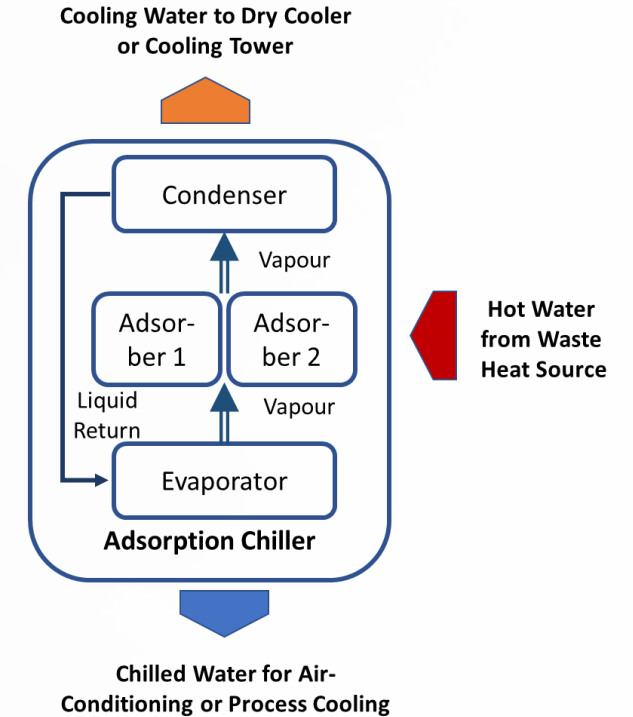 Cooling Water to Dry Cooler
or Cooling Tower
Condenser
Vapour
Hot Water
from Waste
Heat Source
Adsor-
ber 1
Adsor-
ber 2
Liquid
Return
Vapour
Evaporator
Adsorption Chiller
Chilled Water for Air-
Conditioning or Process Cooling